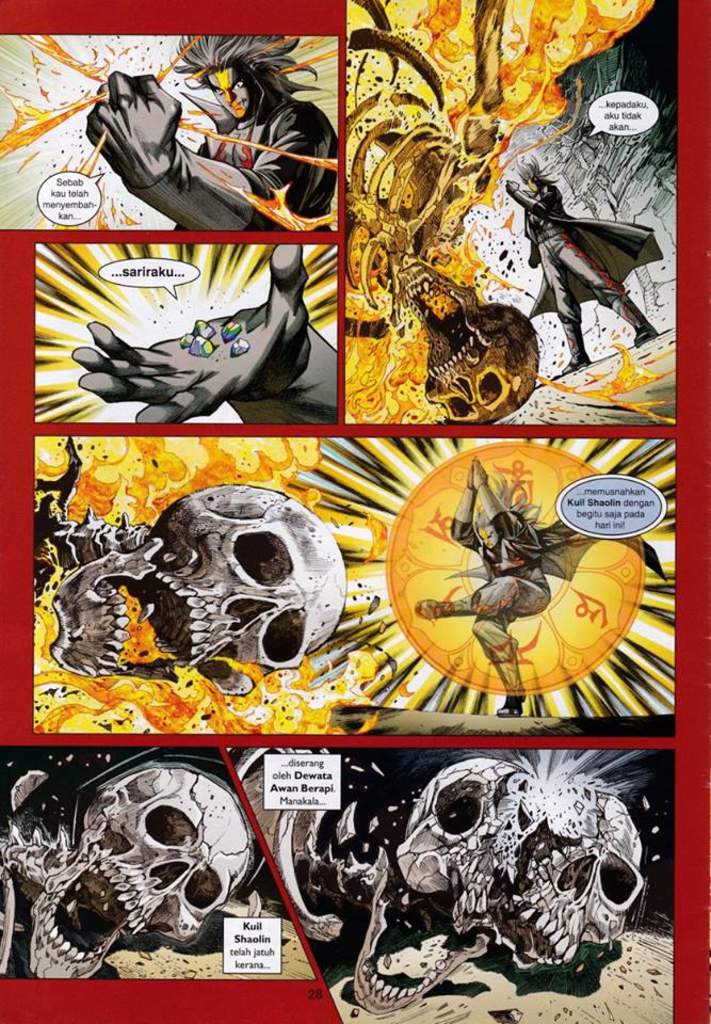 Sebab
kau telah
menyembah-
kan...
...sariraku...
...kepadaku,
aku tidak
akan...
...memusnahkan
Kuil Shaolin dengan
begitu saja pada
hari ini!
Kuil
Shaolin
telah jatuh
kerana...
...diserang
oleh Dewata
Awan Berapi.
Manakala...
28